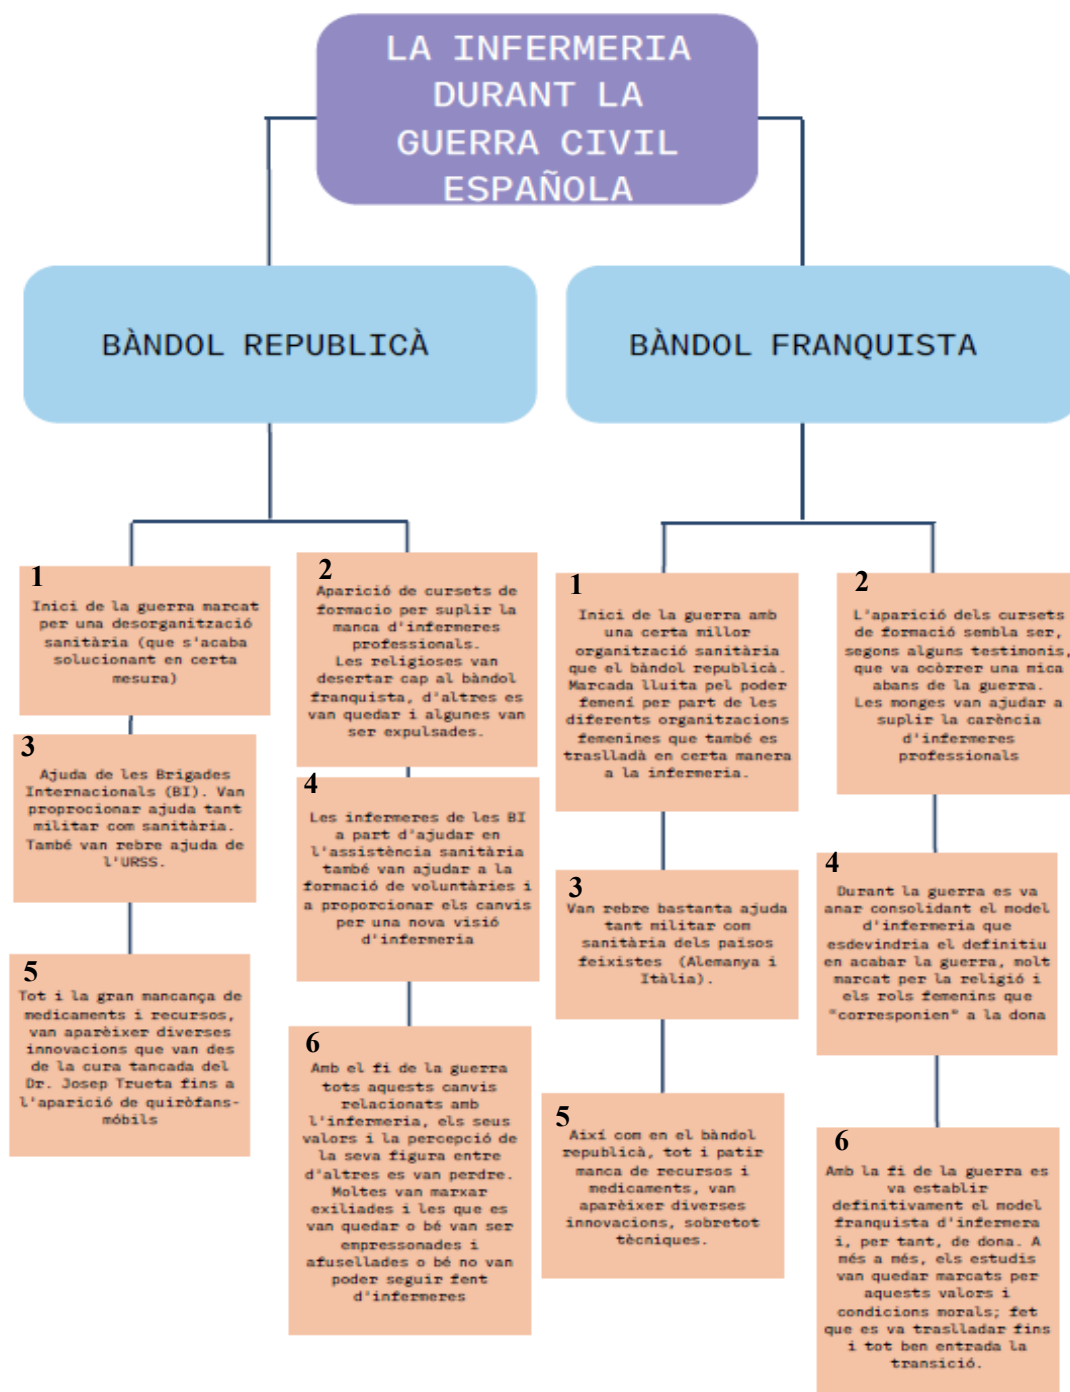 LA INFERMERIA
DURANT LA
GUERRA CIVIL
ESPAÑOLA
BÀNDOL REPUBLICÀ
BÀNDOL FRANQUISTA
1
Inici de la guerra marcat
per una desorganització
sanitària (que s'acaba
solucionant en certa
mesura)
2
Aparició de cursets de
formacio per suplir la
manca d'infermeres
professionals.
Les religioses van
desertar cap al bàndol
franquista, d'altres es
van quedar i algunes van
ser expulsades.
3
Ajuda de les Brigades
Internacionals (BI). Van
proprocionar ajuda tant
militar com sanitària.
També van rebre ajuda de
l'URSS.
4
Les infermeres de les BI
a part d'ajudar en
l'assistència sanitària
també van ajudar a la
formació de voluntàries i
a proporcionar els canvis
per una nova visió
d'infermeria
5
Tot i la gran mancança de
medicaments i recursos,
van aparèixer diverses
innovacions que van des
de la cura tancada del
Dr. Josep Trueta fins a
l'aparició de quiròfans-
móbils
6
Amb el fi de la guerra
tots aquests canvis
relacionats amb
l'infermeria, els seus
valors i la percepció de
la seva figura entre
d'altres es van perdre.
Moltes van marxar
exiliades i les que es
van quedar o bé van ser
empressonades i
afusellades o bé no van
poder seguir fent
d'infermeres
1
Inici de la guerra amb
una certa millor
organització sanitària
que el bàndol republicà.
Marcada lluita pel poder
femení per part de les
diferents organitzacions
femenines que també es
traslladà en certa manera
a la infermeria.
2
L'aparició dels cursets
de formació sembla ser,
segons alguns testimonis,
que va ocòrrer una mica
abans de la guerra.
Les monges van ajudar a
suplir la carència
d'infermeres
professionals
3
Van rebre bastanta ajuda
tant militar com
sanitària dels països
feixistes (Alemanya i
Itàlia).
4
Durant la guerra es va
anar consolidant el model
d'infermeria que
esdevindria el definitiu
en acabar la guerra, molt
marcat per la religió i
els rols femenins que
"corresponien" a la dona
5
Així com en el bàndol
republicà, tot i patir
manca de recursos i
medicaments, van
aparèixer diverses
innovacions, sobretot
tècniques.
6
Amb la fi de la guerra es
va establir
definitivament el model
franquista d'infermera
i, per tant, de dona. A
més a més, els estudis
van quedar marcats per
aquests valors i
condicions morals; fet
que es va traslladar fins
i tot ben entrada la
transició.